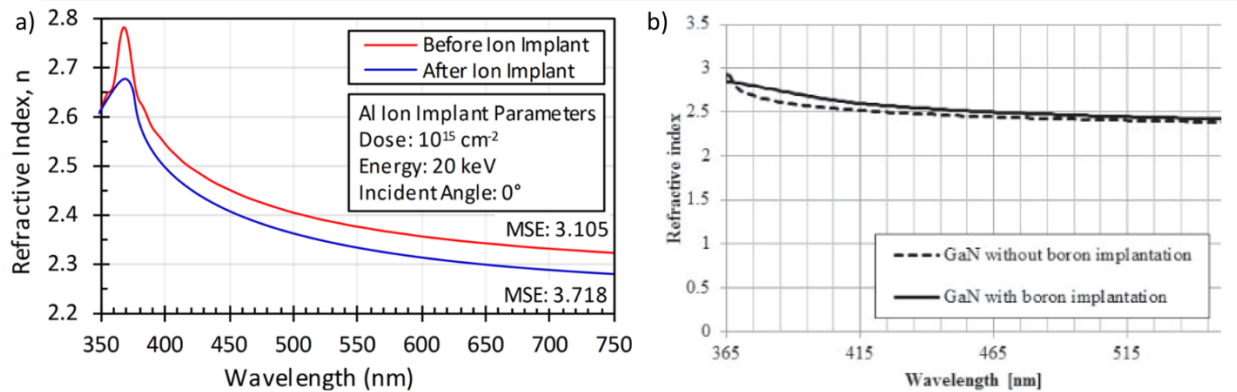 a)
Refractive Index, n
2.8
2.7
2.6
2.5
2.4
2.3
2.2
Before Ion Implant
After Ion Implant
Al Ion Implant Parameters
Dose: 10¹⁵ cm⁻²
Energy: 20 keV
Incident Angle: 0°
MSE: 3.105
MSE: 3.718
350 400 450 500 550 600 650 700 750
Wavelength (nm)
b)
Refractive index
3.5
3
2.5
2
1.5
1
0.5
0
GaN without boron implantation
GaN with boron implantation
365 415 465 515
Wavelength [nm]